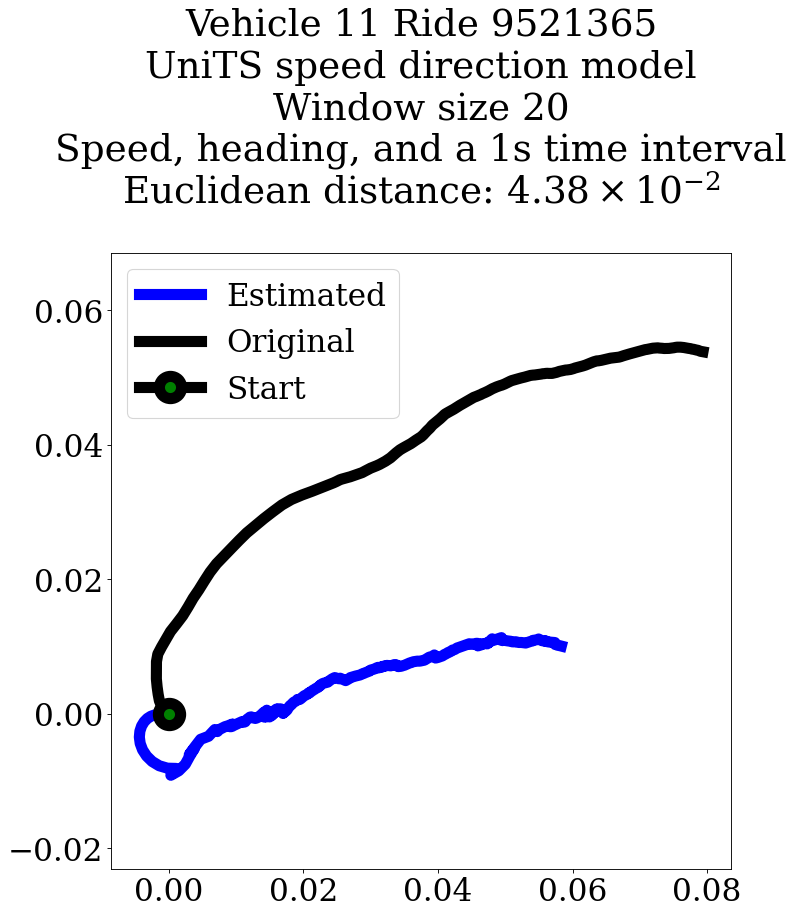 Vehicle 11 Ride 9521365
UniTS speed direction model
Window size 20
Speed, heading, and a 1s time interval
Euclidean distance: 4.38 × 10⁻²
Estimated
Original
Start
0.06
0.04
0.02
0.00
−0.02
0.00 0.02 0.04 0.06 0.08